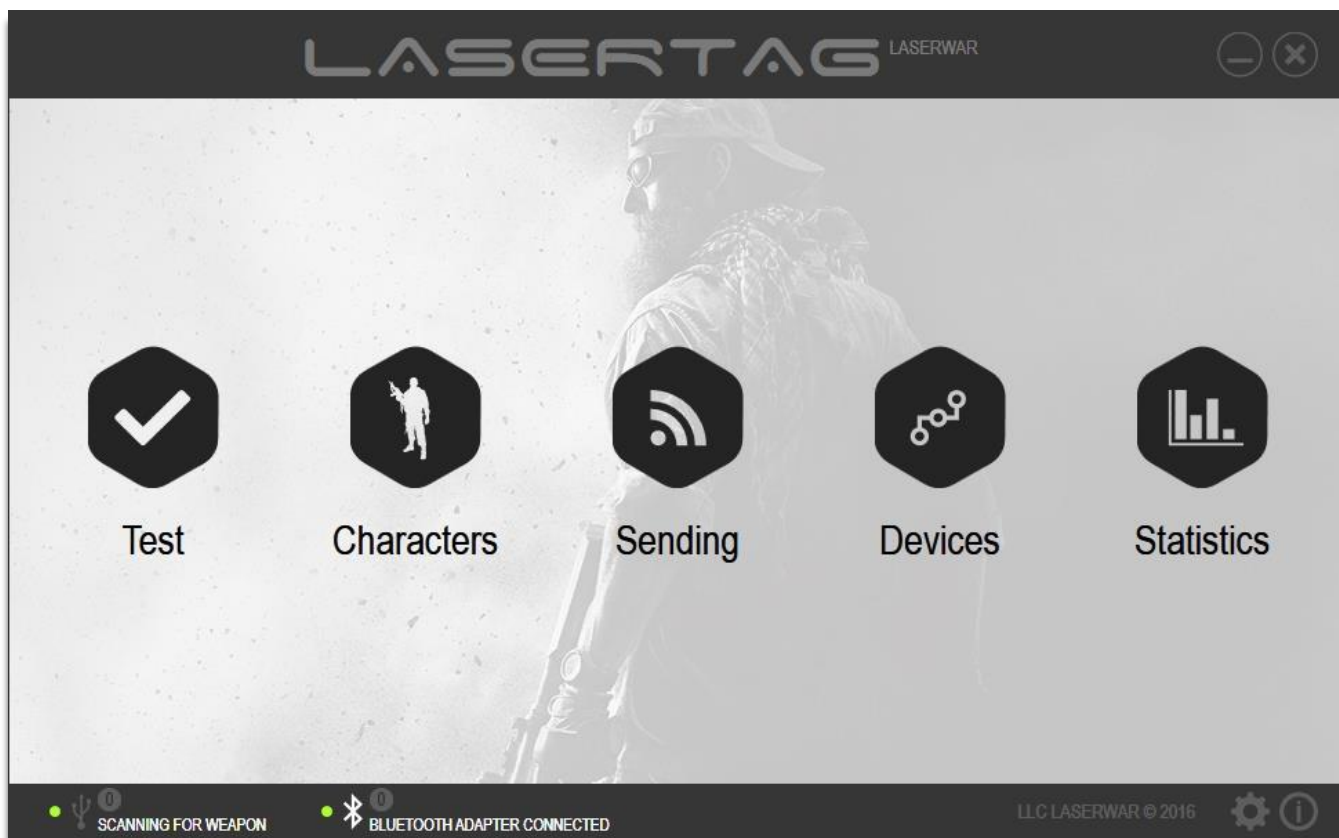 LASERTAG LASERWAR
Test Characters Sending Devices Statistics
0 0
SCANNING FOR WEAPON BLUETOOTH ADAPTER CONNECTED LLC LASERWAR © 2016